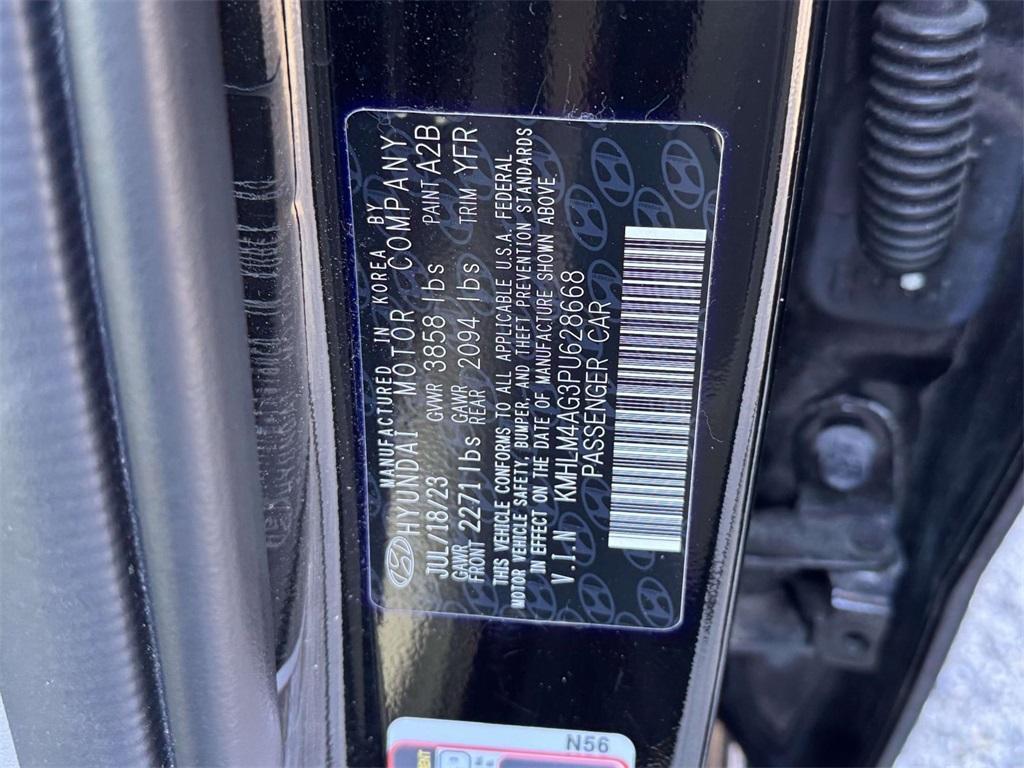 MANUFACTURED IN KOREA BY
HYUNDAI MOTOR COMPANY
JUL/18/23 GVWR 3858 lbs PAINT A2B
GAWR FRONT 2271 lbs GAWR REAR 2094 lbs TRIM YFR
THIS VEHICLE CONFORMS TO ALL APPLICABLE U.S.A. FEDERAL
MOTOR VEHICLE SAFETY, BUMPER, AND THEFT PREVENTION STANDARDS
IN EFFECT ON THE DATE OF MANUFACTURE SHOWN ABOVE.
V.I.N KMHLM4AG3PU628668
PASSENGER CAR
N56